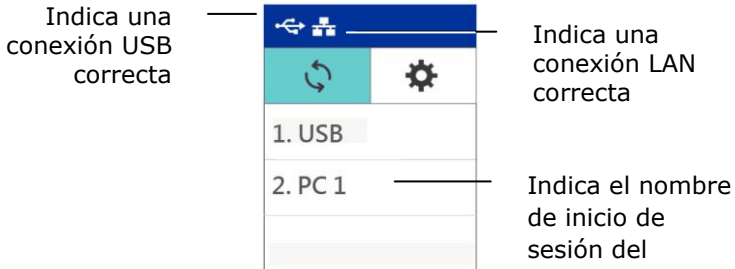 Indica una
conexión USB
correcta
Indica una
conexión LAN
correcta
1. USB
2. PC 1
Indica el nombre
de inicio de
sesión del